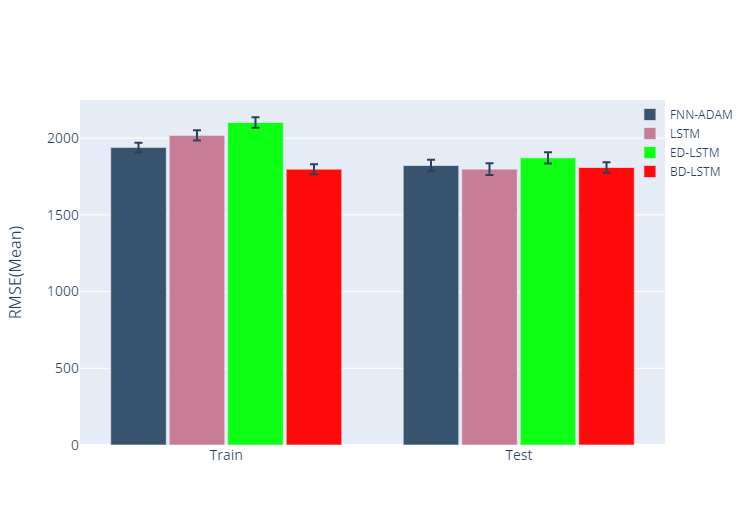 FNN-ADAM
LSTM
ED-LSTM
BD-LSTM
2000
1500
1000
500
0
RMSE(Mean)
Train
Test